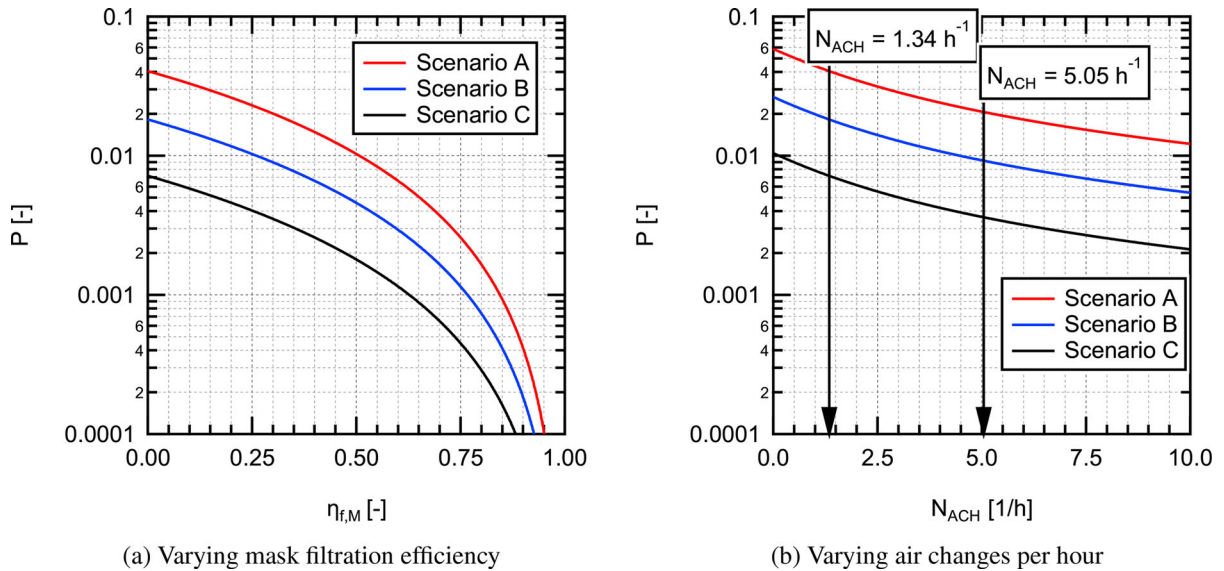 0.1
6
4
2
0.01
6
4
2
0.001
6
4
2
0.0001
P [-]
Scenario A
Scenario B
Scenario C
0.00
0.25
0.50
0.75
1.00
η_f,M [-]
(a) Varying mask filtration efficiency
0.1
6
4
2
0.01
6
4
2
0.001
6
4
2
0.0001
P [-]
N_ACH = 1.34 h⁻¹
N_ACH = 5.05 h⁻¹
Scenario A
Scenario B
Scenario C
0.0
2.5
5.0
7.5
10.0
N_ACH [1/h]
(b) Varying air changes per hour